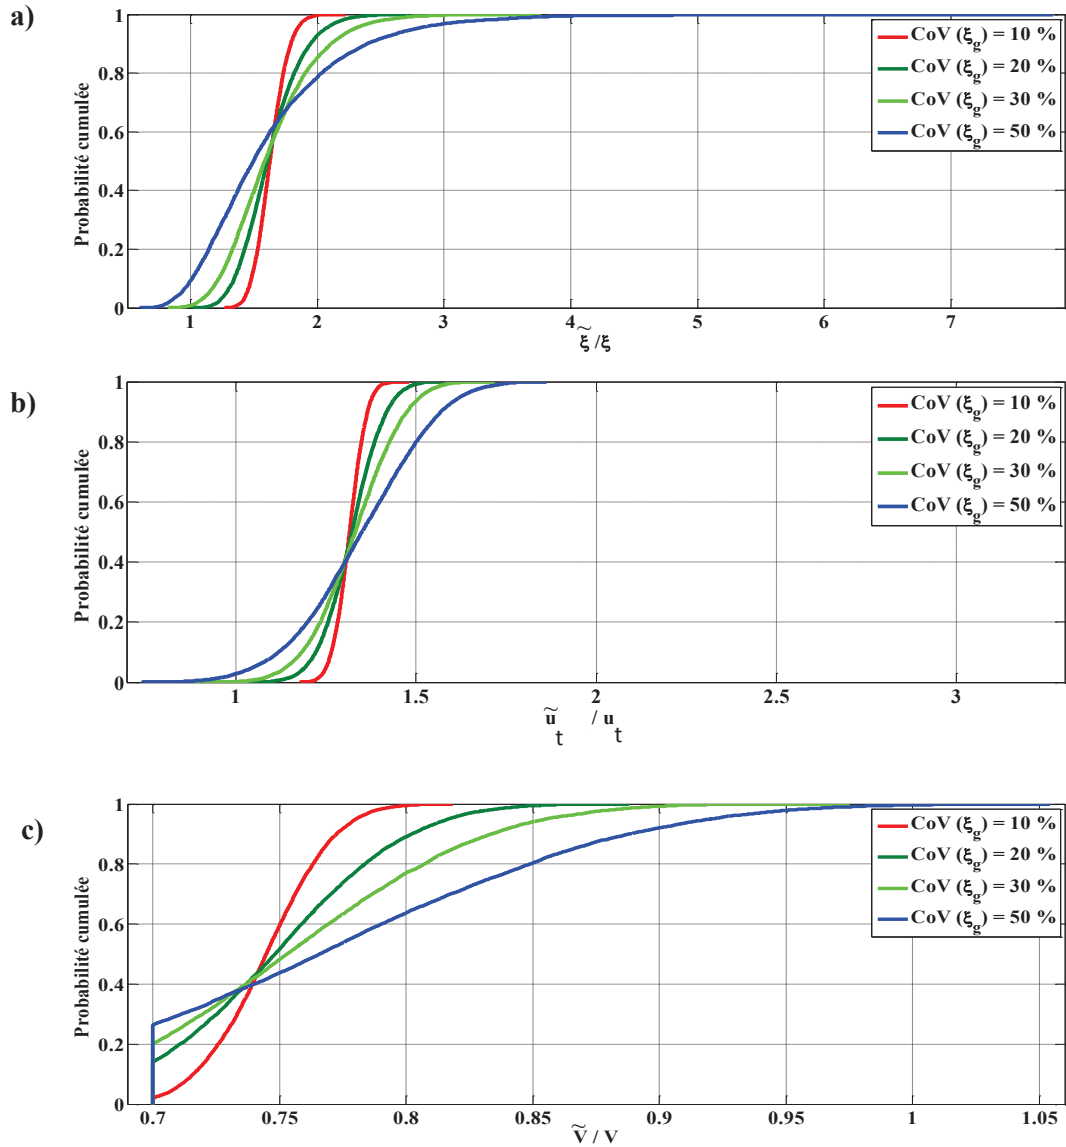 a)
Probabilité cumulée
1
0.8
0.6
0.4
0.2
0
CoV (ξg) = 10 %
CoV (ξg) = 20 %
CoV (ξg) = 30 %
CoV (ξg) = 50 %
1 2 3 4 5 6 7
ξ̃ /ξ
b)
Probabilité cumulée
1
0.8
0.6
0.4
0.2
0
CoV (ξg) = 10 %
CoV (ξg) = 20 %
CoV (ξg) = 30 %
CoV (ξg) = 50 %
1 1.5 2 2.5 3
ũt / ut
c)
Probabilité cumulée
1
0.8
0.6
0.4
0.2
0
CoV (ξg) = 10 %
CoV (ξg) = 20 %
CoV (ξg) = 30 %
CoV (ξg) = 50 %
0.7 0.75 0.8 0.85 0.9 0.95 1 1.05
Ṽ / V